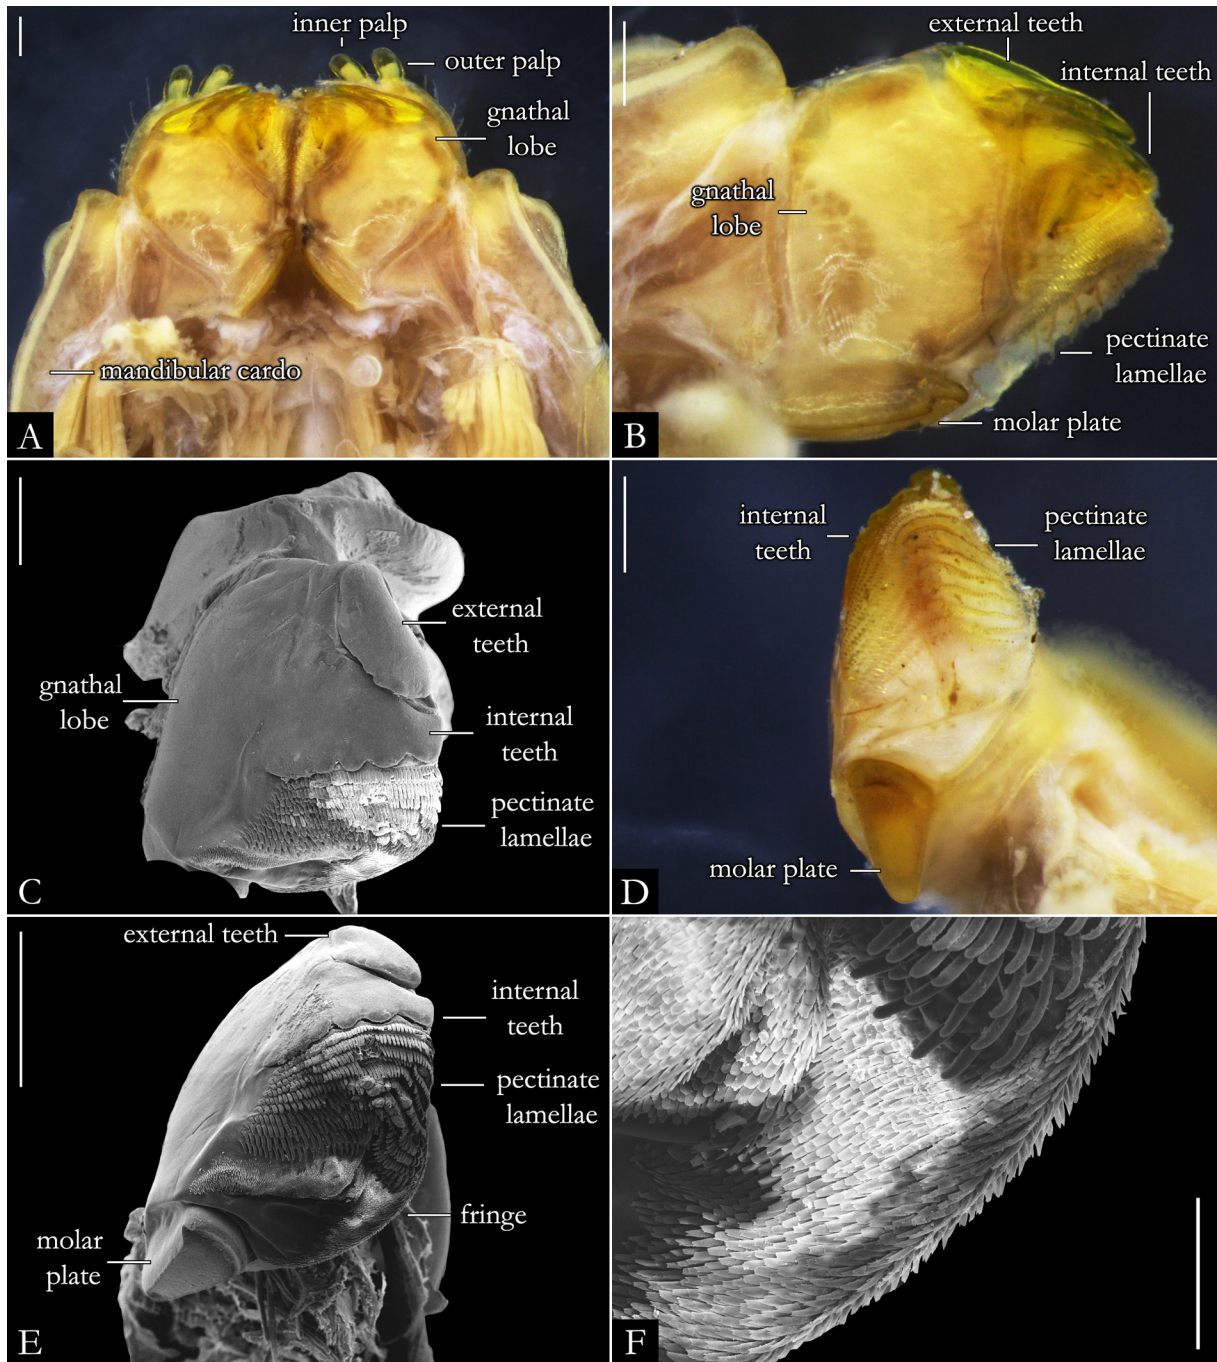 inner palp
outer palp
gnathal
lobe
mandibular cardo
A
external teeth
internal teeth
gnathal
lobe
pectinate
lamellae
molar plate
B
external
teeth
gnathal
lobe
internal
teeth
pectinate
lamellae
C
internal
teeth
pectinate
lamellae
molar plate
D
external teeth
internal
teeth
pectinate
lamellae
fringe
molar
plate
E
F